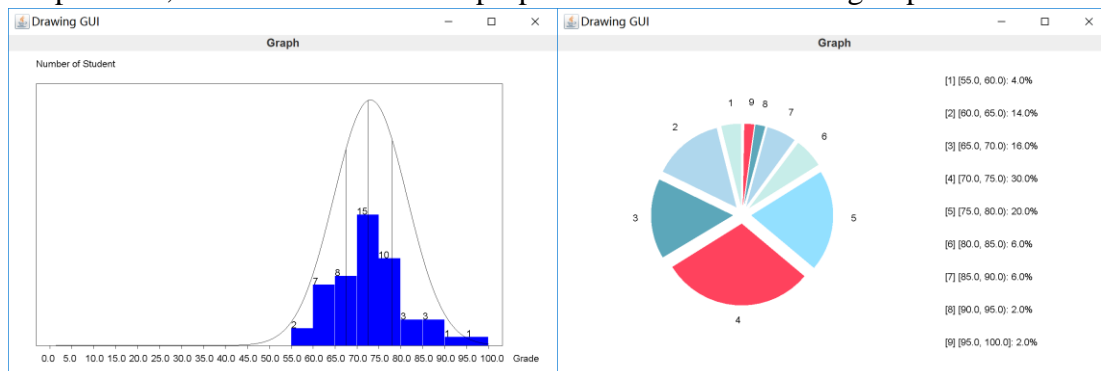 Drawing GUI
Graph
Number of Student
15
10
8
7
3 3
2
1 1
0.0 5.0 10.0 15.0 20.0 25.0 30.0 35.0 40.0 45.0 50.0 55.0 60.0 65.0 70.0 75.0 80.0 85.0 90.0 95.0 100.0 Grade
Drawing GUI
Graph
1 9 8
7
2
6
3
5
4
[1] [55.0, 60.0): 4.0%
[2] [60.0, 65.0): 14.0%
[3] [65.0, 70.0): 16.0%
[4] [70.0, 75.0): 30.0%
[5] [75.0, 80.0): 20.0%
[6] [80.0, 85.0): 6.0%
[7] [85.0, 90.0): 6.0%
[8] [90.0, 95.0): 2.0%
[9] [95.0, 100.0]: 2.0%